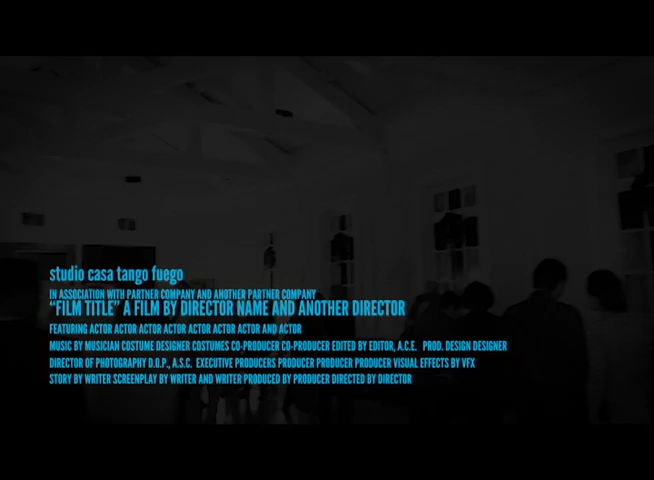 studio casa tango fuego
IN ASSOCIATION WITH PARTNER COMPANY AND ANOTHER PARTNER COMPANY
“FILM TITLE” A FILM BY DIRECTOR NAME AND ANOTHER DIRECTOR
FEATURING ACTOR ACTOR ACTOR ACTOR ACTOR ACTOR ACTOR AND ACTOR
MUSIC BY MUSICIAN COSTUME DESIGNER COSTUMES CO-PRODUCER CO-PRODUCER EDITED BY EDITOR, A.C.E. PROD. DESIGN DESIGNER
DIRECTOR OF PHOTOGRAPHY D.O.P., A.S.C. EXECUTIVE PRODUCERS PRODUCER PRODUCER PRODUCER VISUAL EFFECTS BY VFX
STORY BY WRITER SCREENPLAY BY WRITER AND WRITER PRODUCED BY PRODUCER DIRECTED BY DIRECTOR